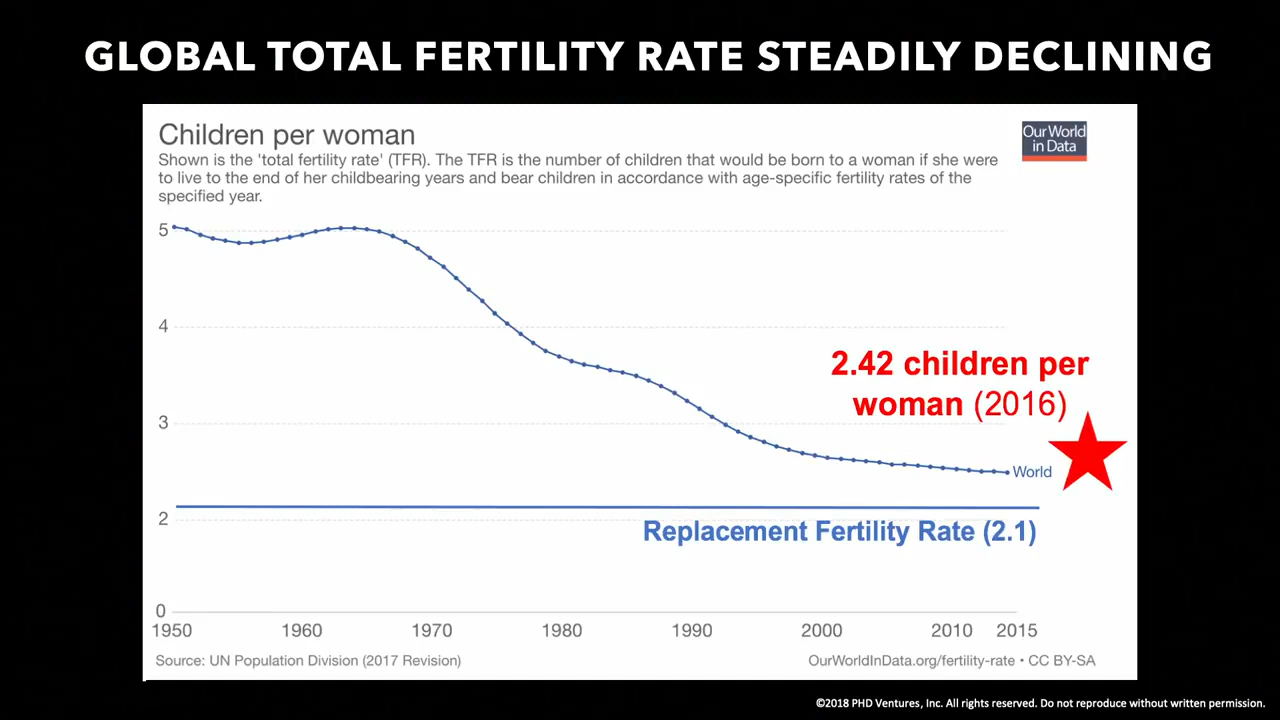 GLOBAL TOTAL FERTILITY RATE STEADILY DECLINING
Children per woman
Our World
in Data
Shown is the 'total fertility rate' (TFR). The TFR is the number of children that would be born to a woman if she were
to live to the end of her childbearing years and bear children in accordance with age-specific fertility rates of the
specified year.
5
4
2.42 children per
woman (2016)
3
World
2
Replacement Fertility Rate (2.1)
0
1950 1960 1970 1980 1990 2000 2010 2015
Source: UN Population Division (2017 Revision)
OurWorldInData.org/fertility-rate • CC BY-SA
©2018 PHD Ventures, Inc. All rights reserved. Do not reproduce without written permission.